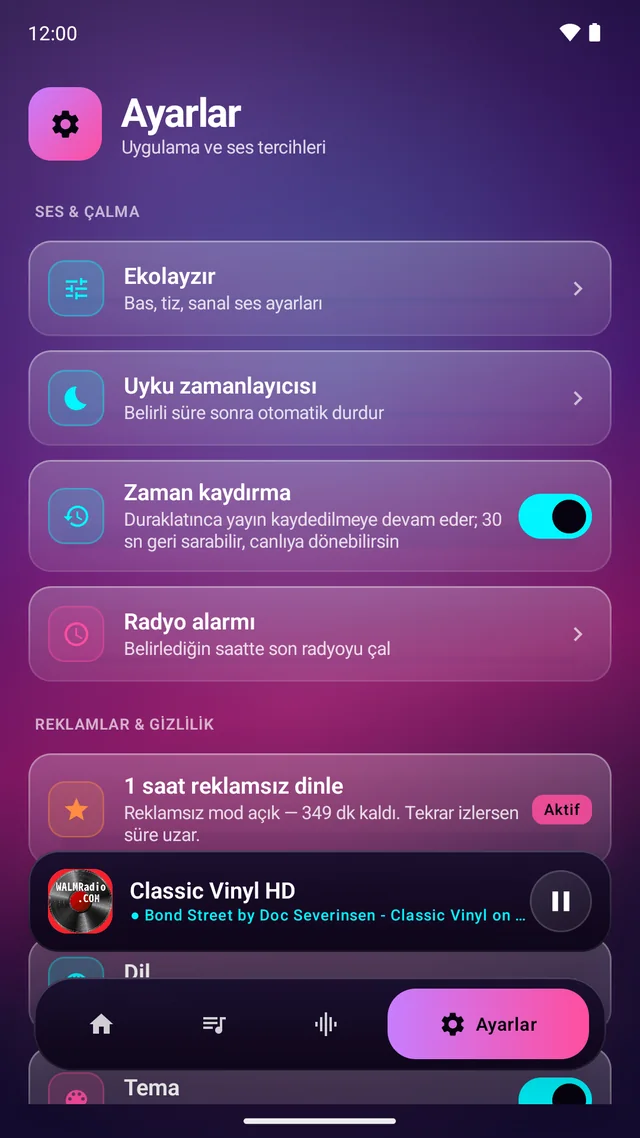 12:00
Ayarlar
Uygulama ve ses tercihleri
SES & ÇALMA
Ekolayzır
Bas, tiz, sanal ses ayarları
Uyku zamanlayıcısı
Belirli süre sonra otomatik durdur
Zaman kaydırma
Duraklatınca yayın kaydedilmeye devam eder; 30
sn geri sarabilir, canlıya dönebilirsin
Radyo alarmı
Belirlediğin saatte son radyoyu çal
REKLAMLAR & GİZLİLİK
1 saat reklamsız dinle
Reklamsız mod açık — 349 dk kaldı. Tekrar izlersen
süre uzar.
Aktif
WALMRadio
.COM
Classic Vinyl HD
● Bond Street by Doc Severinsen - Classic Vinyl on ...
Dil
Ayarlar
Tema